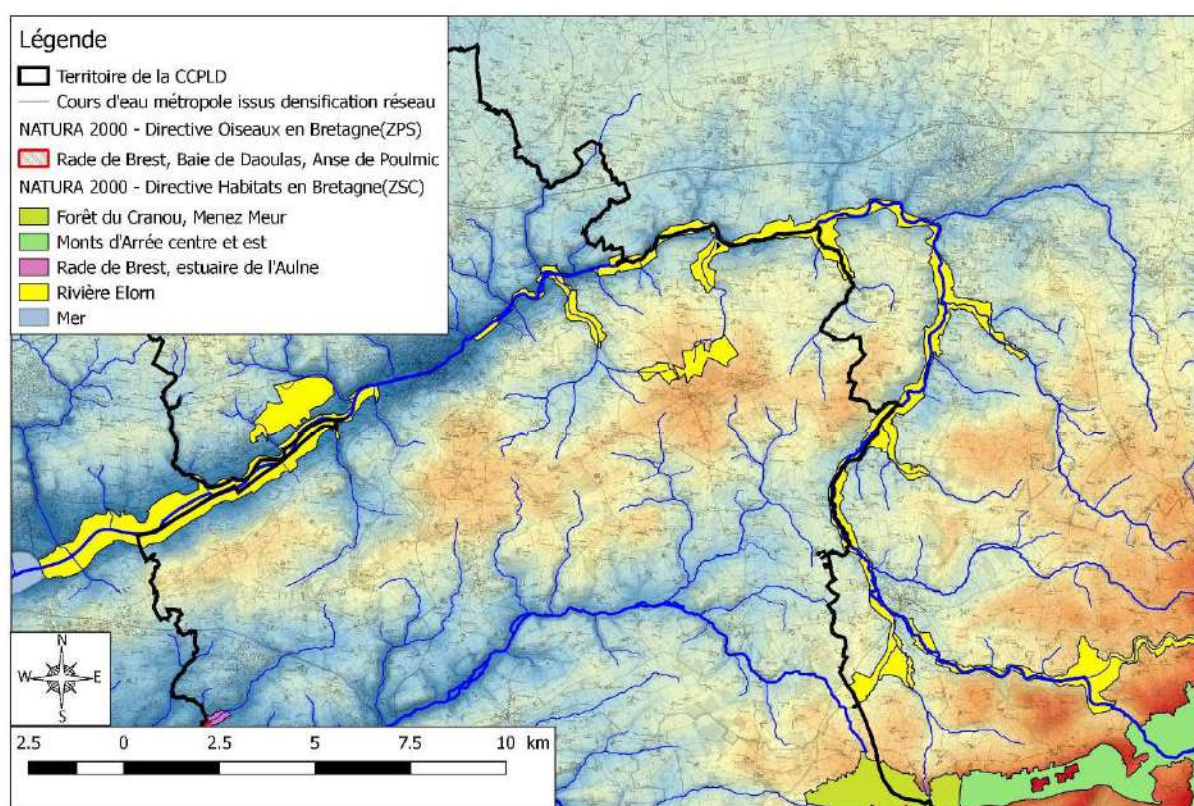 Légende
Territoire de la CCPLD
Cours d'eau métropole issus densification réseau
NATURA 2000 - Directive Oiseaux en Bretagne(ZPS)
Rade de Brest, Baie de Daoulas, Anse de Poulmic
NATURA 2000 - Directive Habitats en Bretagne(ZSC)
Forêt du Cranou, Menez Meur
Monts d'Arrée centre et est
Rade de Brest, estuaire de l'Aulne
Rivière Elorn
Mer
N
W E
S
2.5 0 2.5 5 7.5 10 km